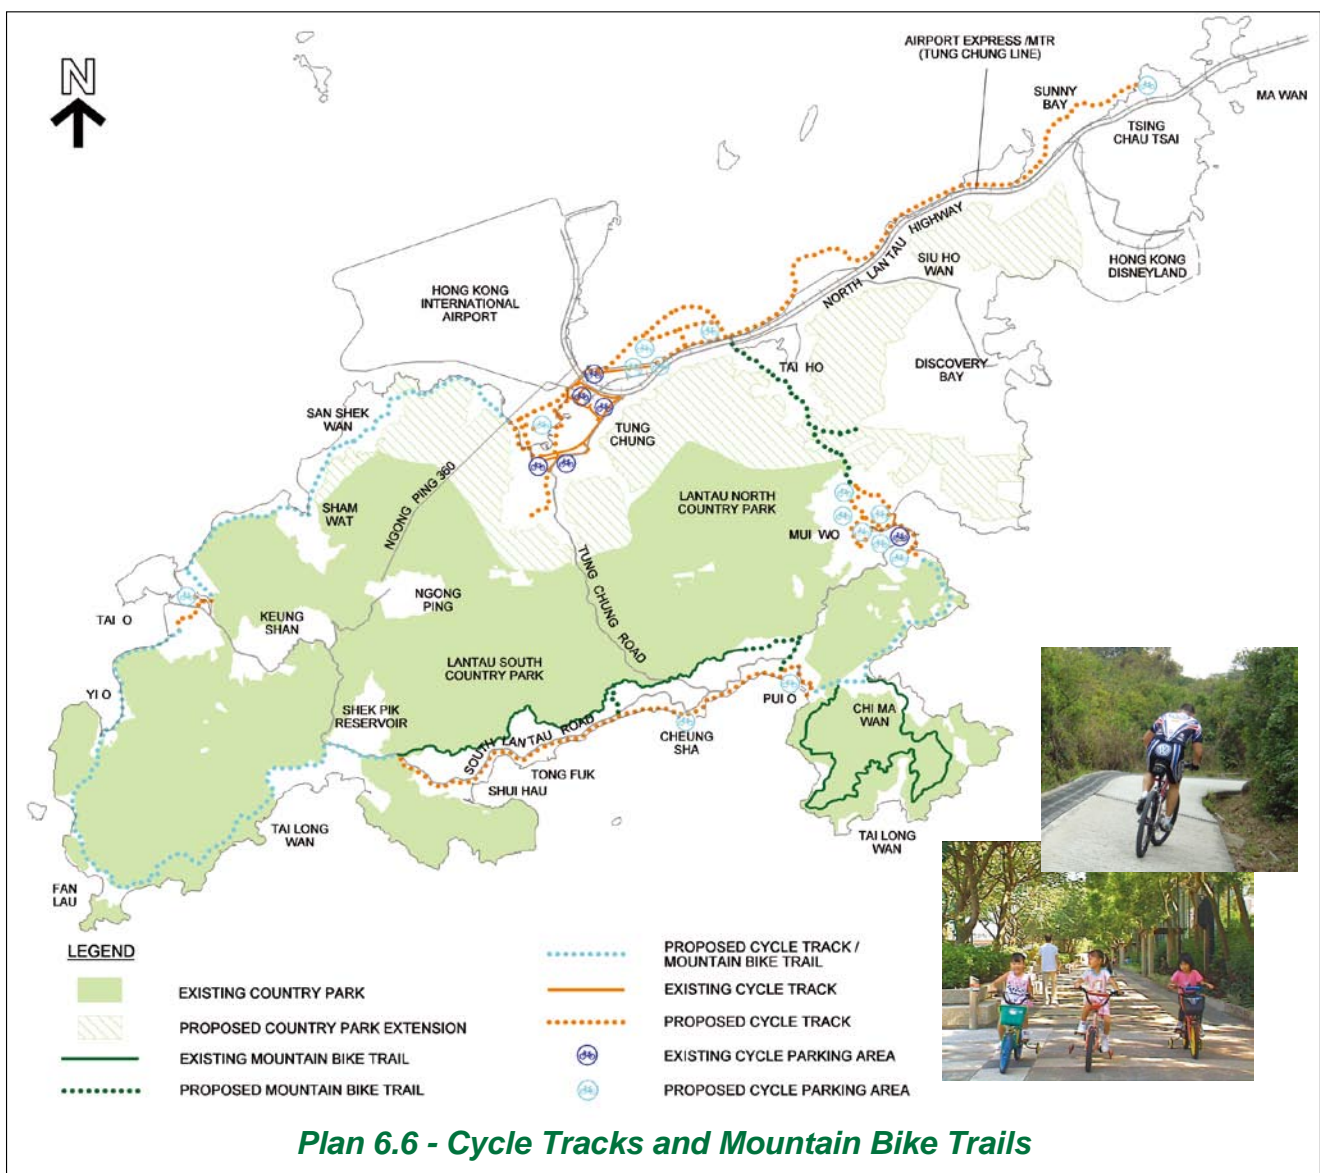 N
AIRPORT EXPRESS /MTR
(TUNG CHUNG LINE)
SUNNY
BAY
MA WAN
TSING
CHAU TSAI
NORTH LANTAU HIGHWAY
SIU HO
WAN
HONG KONG
DISNEYLAND
HONG KONG
INTERNATIONAL
AIRPORT
TAI HO
DISCOVERY
BAY
SAN SHEK
WAN
TUNG
CHUNG
NGONG PING 360
SHAM
WAT
LANTAU NORTH
COUNTRY PARK
MUI WO
TUNG CHUNG ROAD
NGONG
PING
TAI O
KEUNG
SHAN
LANTAU SOUTH
COUNTRY PARK
YI O
SHEK PIK
RESERVOIR
PUI O
CHI MA
WAN
SOUTH LANTAU ROAD
CHEUNG
SHA
TONG FUK
SHUI HAU
TAI LONG
WAN
TAI LONG
WAN
FAN
LAU
LEGEND
EXISTING COUNTRY PARK
PROPOSED COUNTRY PARK EXTENSION
EXISTING MOUNTAIN BIKE TRAIL
PROPOSED MOUNTAIN BIKE TRAIL
PROPOSED CYCLE TRACK /
MOUNTAIN BIKE TRAIL
EXISTING CYCLE TRACK
PROPOSED CYCLE TRACK
EXISTING CYCLE PARKING AREA
PROPOSED CYCLE PARKING AREA
Plan 6.6 - Cycle Tracks and Mountain Bike Trails